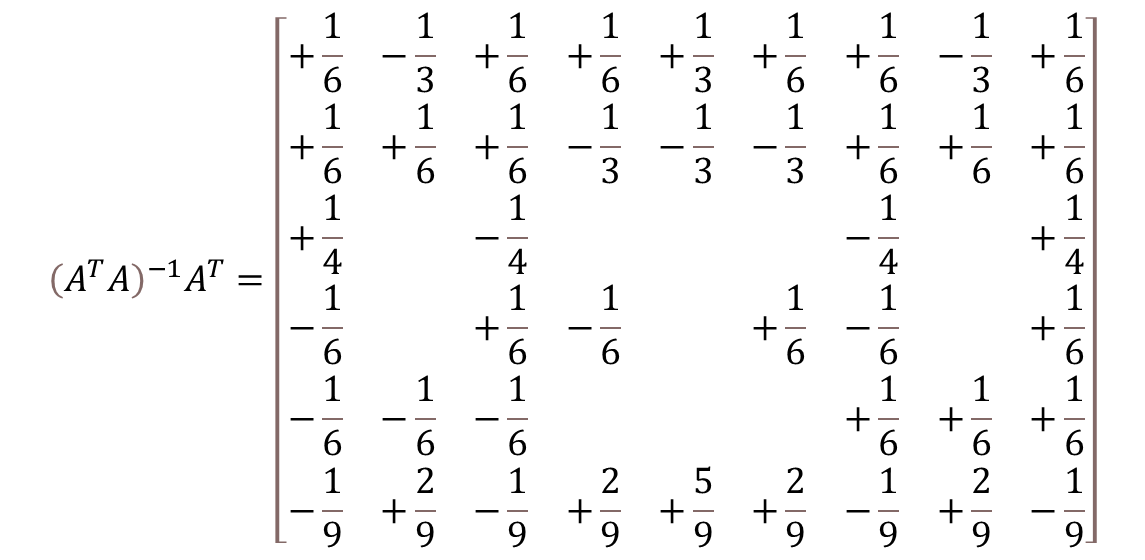 +1/6 −1/3 +1/6 +1/6 +1/3 +1/6 +1/6 −1/3 +1/6
+1/6 +1/6 +1/6 −1/3 −1/3 −1/3 +1/6 +1/6 +1/6
+1/4 −1/4 −1/4 +1/4
(AᵀA)⁻¹Aᵀ =
−1/6 +1/6 −1/6 +1/6 −1/6 +1/6
−1/6 −1/6 −1/6 +1/6 +1/6 +1/6
−1/9 +2/9 −1/9 +2/9 +5/9 +2/9 −1/9 +2/9 −1/9